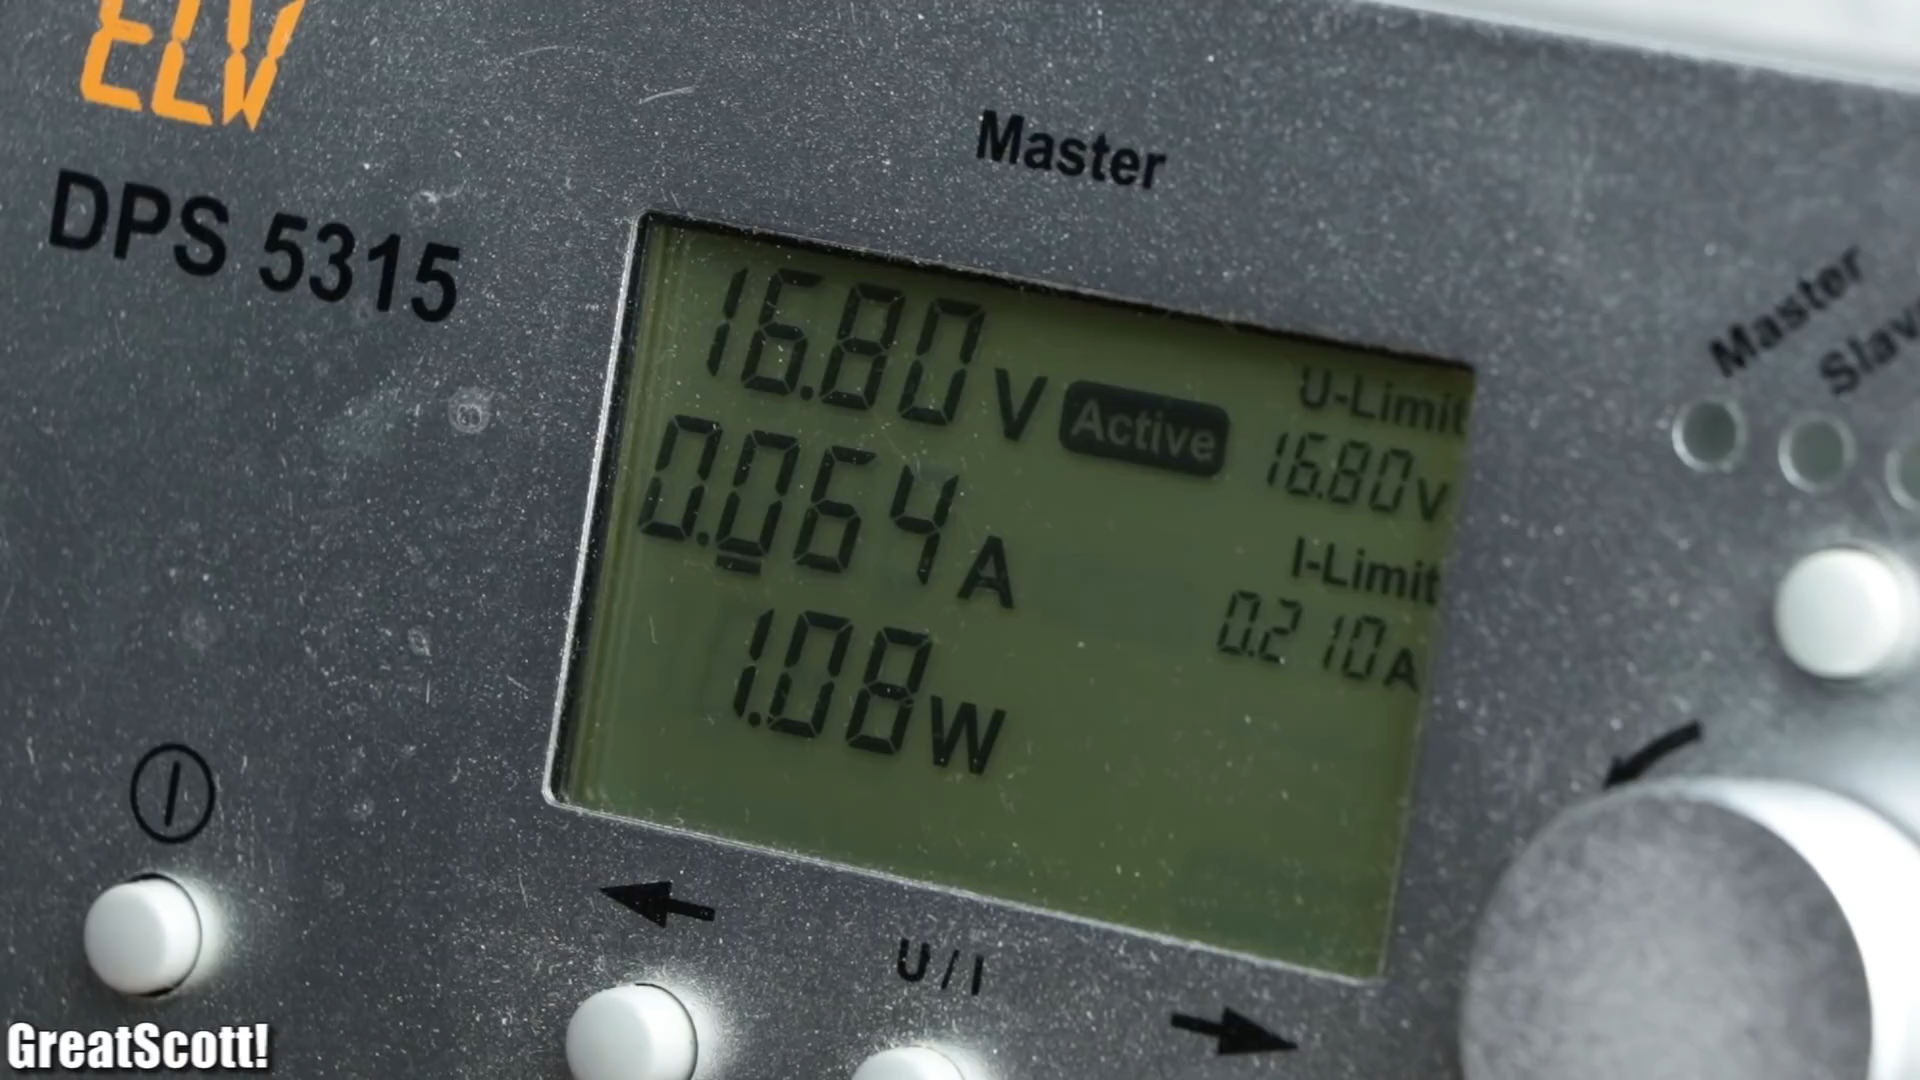 ELV
DPS 5315
Master
16.80 V Active
0.064 A
1.08 W
U-Limit
16.80 V
I-Limit
0.210 A
Master
U/I
GreatScott!